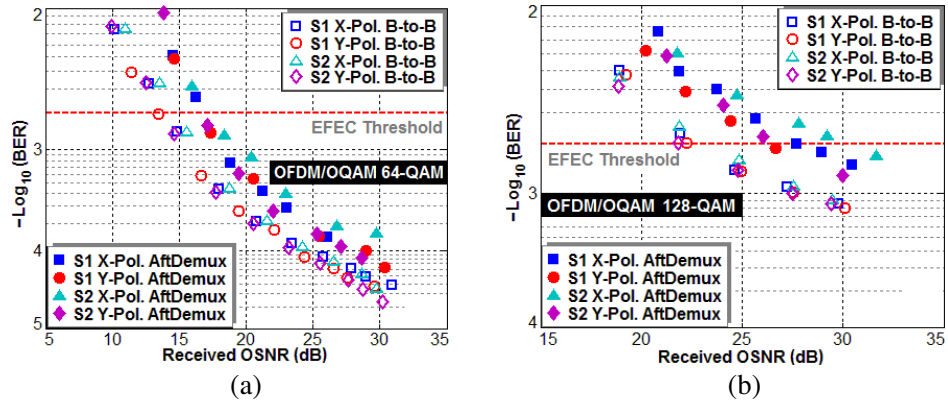 2
3
4
5
−Log10 (BER)
S1 X-Pol. B-to-B
S1 Y-Pol. B-to-B
S2 X-Pol. B-to-B
S2 Y-Pol. B-to-B
EFEC Threshold
OFDM/OQAM 64-QAM
S1 X-Pol. AftDemux
S1 Y-Pol. AftDemux
S2 X-Pol. AftDemux
S2 Y-Pol. AftDemux
5 10 15 20 25 30 35
Received OSNR (dB)
(a)
2
3
4
−Log10 (BER)
S1 X-Pol. B-to-B
S1 Y-Pol. B-to-B
S2 X-Pol. B-to-B
S2 Y-Pol. B-to-B
EFEC Threshold
OFDM/OQAM 128-QAM
S1 X-Pol. AftDemux
S1 Y-Pol. AftDemux
S2 X-Pol. AftDemux
S2 Y-Pol. AftDemux
15 20 25 30 35
Received OSNR (dB)
(b)